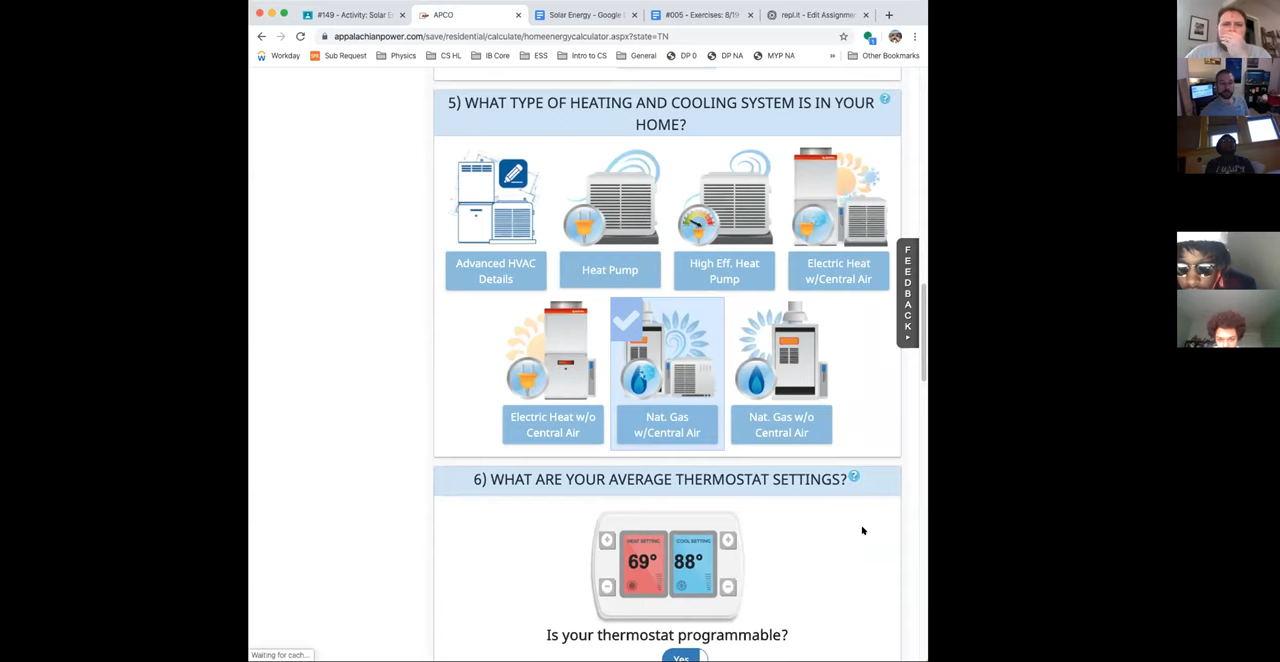 #149 - Activity: Solar E
APCO
Solar Energy - Google D
#005 - Exercises: 8/19
repl.it - Edit Assignme
appalachianpower.com/save/residential/calculate/homeenergycalculator.aspx?state=TN
Workday
Sub Request
Physics
CS HL
IB Core
ESS
Intro to CS
General
DP 0
DP NA
MYP NA
»
Other Bookmarks
5) WHAT TYPE OF HEATING AND COOLING SYSTEM IS IN YOUR
HOME?
Advanced HVAC
Details
Heat Pump
High Eff. Heat
Pump
Electric Heat
w/Central Air
Electric Heat w/o
Central Air
Nat. Gas
w/Central Air
Nat. Gas w/o
Central Air
FEEDBACK
6) WHAT ARE YOUR AVERAGE THERMOSTAT SETTINGS?
HEAT SETTING
COOL SETTING
69°
88°
Is your thermostat programmable?
Yes
Waiting for cach...